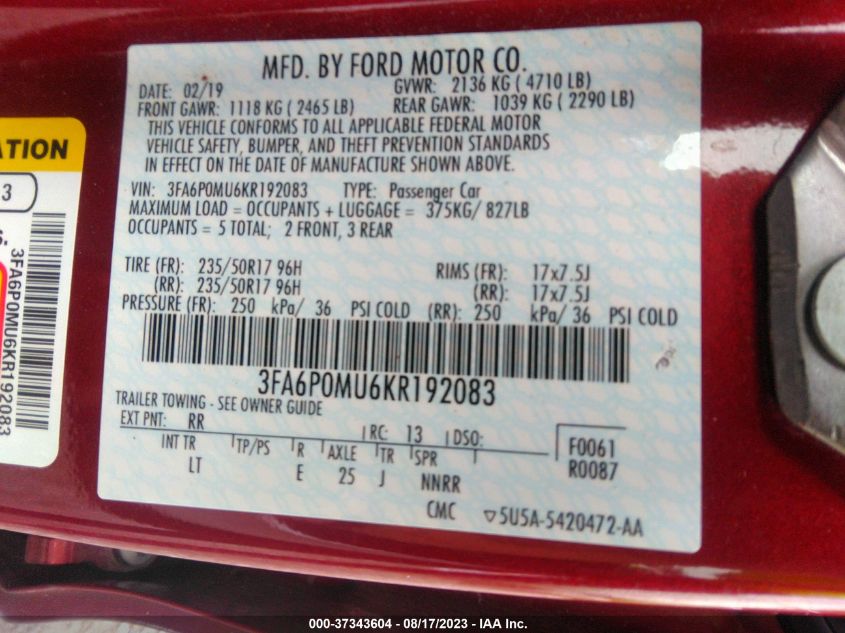 MFD. BY FORD MOTOR CO.
DATE: 02/19 GVWR: 2136 KG ( 4710 LB)
FRONT GAWR: 1118 KG ( 2465 LB) REAR GAWR: 1039 KG ( 2290 LB)
THIS VEHICLE CONFORMS TO ALL APPLICABLE FEDERAL MOTOR
VEHICLE SAFETY, BUMPER, AND THEFT PREVENTION STANDARDS
IN EFFECT ON THE DATE OF MANUFACTURE SHOWN ABOVE.
VIN: 3FA6P0MU6KR192083 TYPE: Passenger Car
MAXIMUM LOAD = OCCUPANTS + LUGGAGE = 375KG/ 827LB
OCCUPANTS = 5 TOTAL; 2 FRONT, 3 REAR
TIRE (FR): 235/50R17 96H RIMS (FR): 17x7.5J
(RR): 235/50R17 96H (RR): 17x7.5J
PRESSURE (FR): 250 kPa/ 36 PSI COLD (RR): 250 kPa/ 36 PSI COLD
3FA6P0MU6KR192083
TRAILER TOWING - SEE OWNER GUIDE
EXT PNT: RR RC: 13 DSO: F0061
INT TR TP/PS R AXLE TR SPR R0087
LT E 25 J NNRR
CMC ▽5U5A-5420472-AA
ATION
3
3FA6P0MU6KR192083
000-37343604 - 08/17/2023 - IAA Inc.